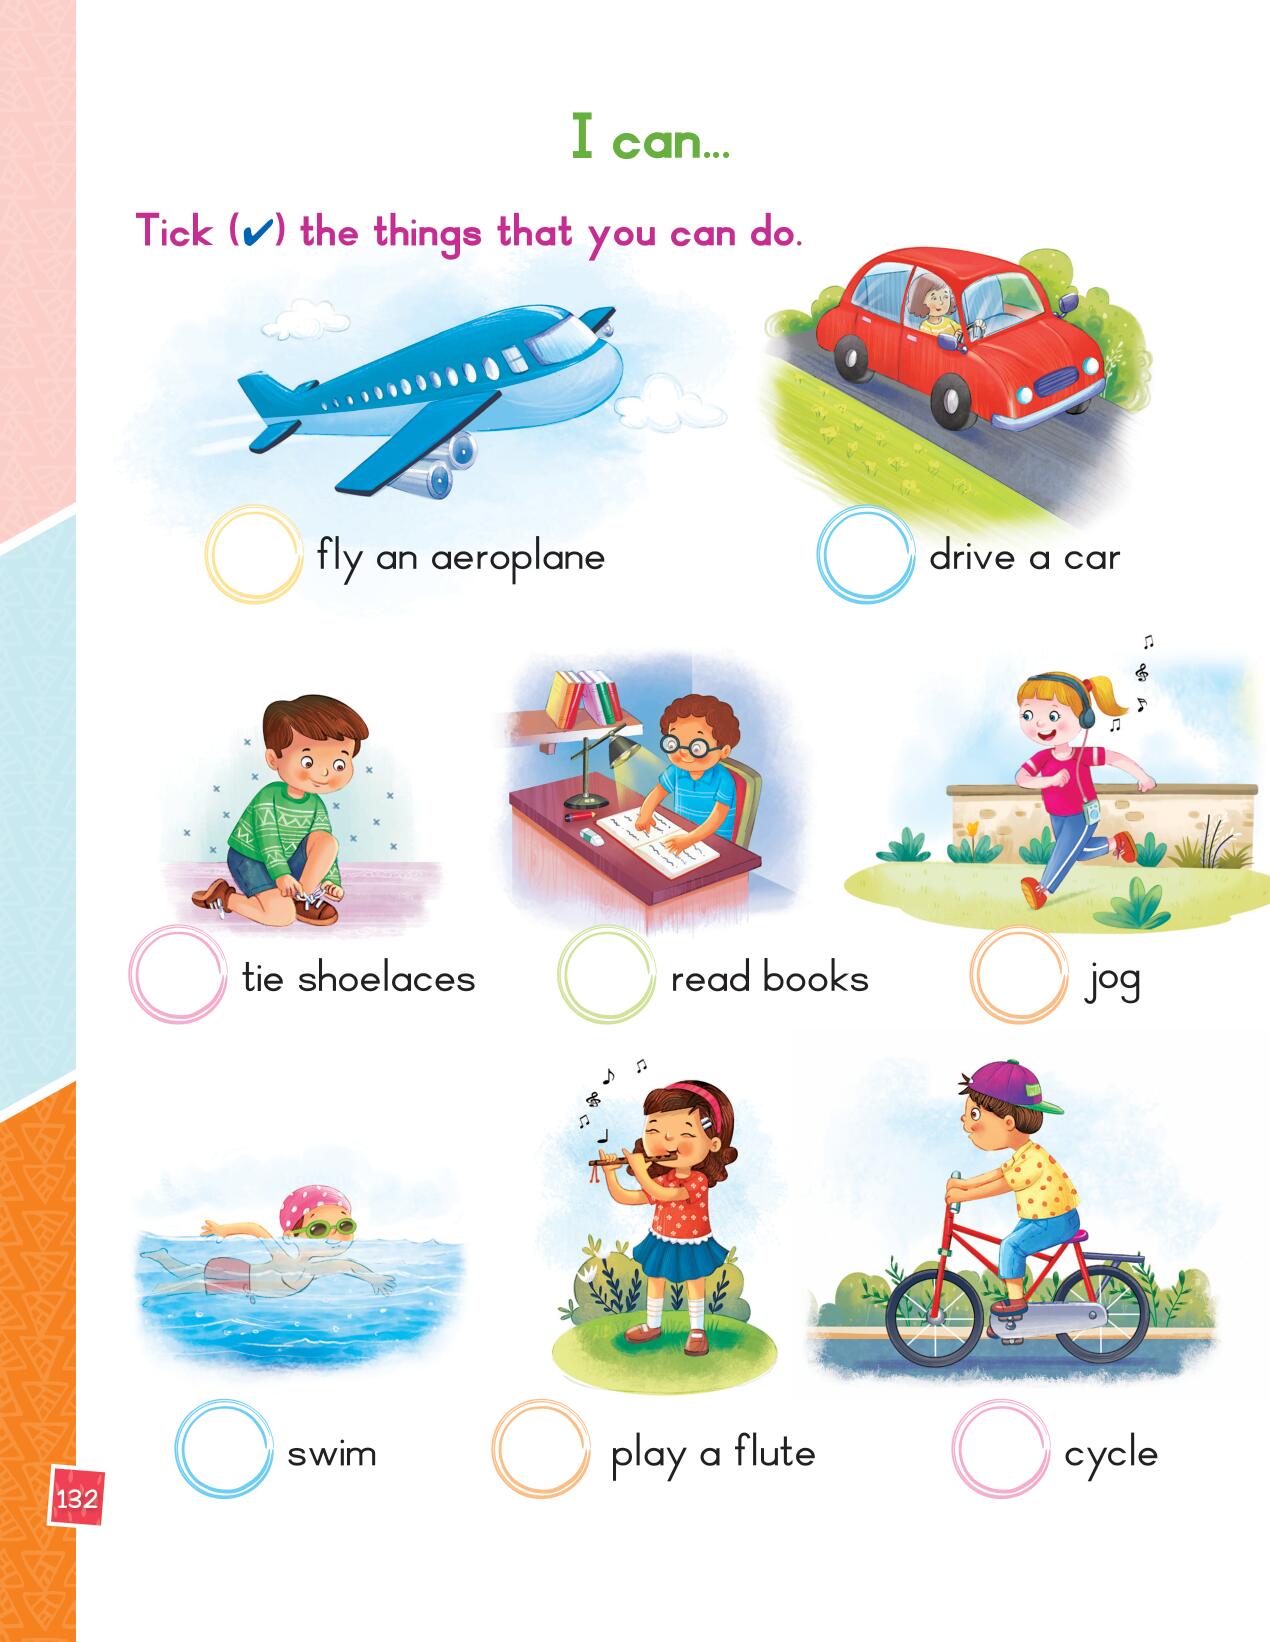 I can...
Tick (✔) the things that you can do.
fly an aeroplane
drive a car
tie shoelaces
read books
jog
swim
play a flute
cycle
132